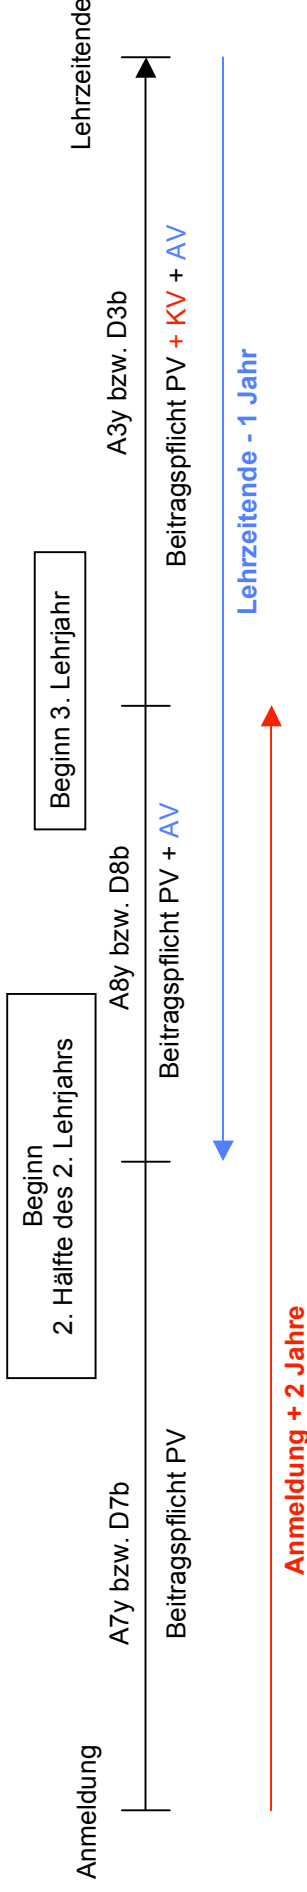 Beginn
2. Hälfte des 2. Lehrjahrs
Beginn 3. Lehrjahr
Anmeldung
A7y bzw. D7b
A8y bzw. D8b
A3y bzw. D3b
Lehrzeitende
Beitragspflicht PV
Beitragspflicht PV + AV
Beitragspflicht PV + KV + AV
Lehrzeitende - 1 Jahr
Anmeldung + 2 Jahre